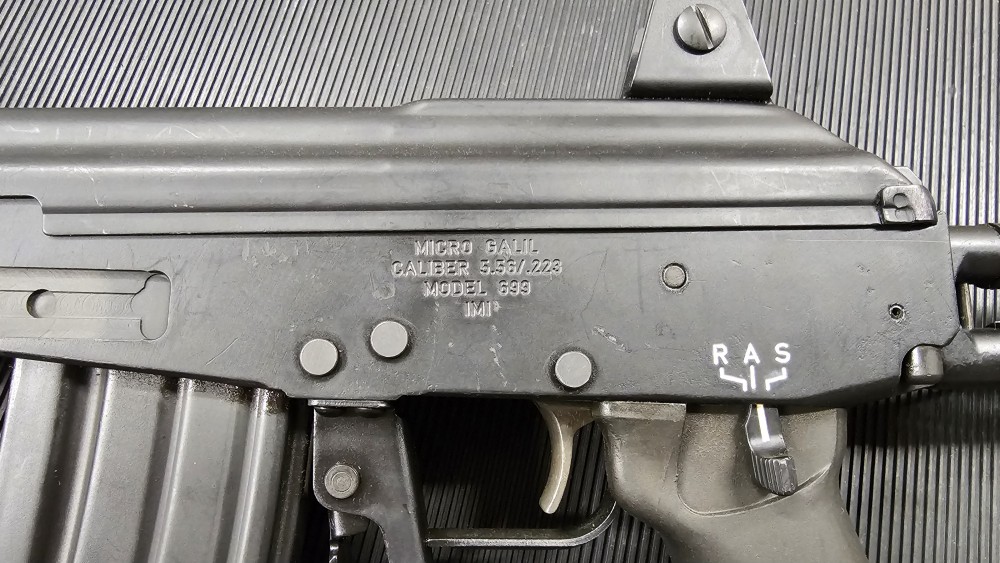 MICRO GALIL
CALIBER 5.56/.223
MODEL 699
IMI
R A S